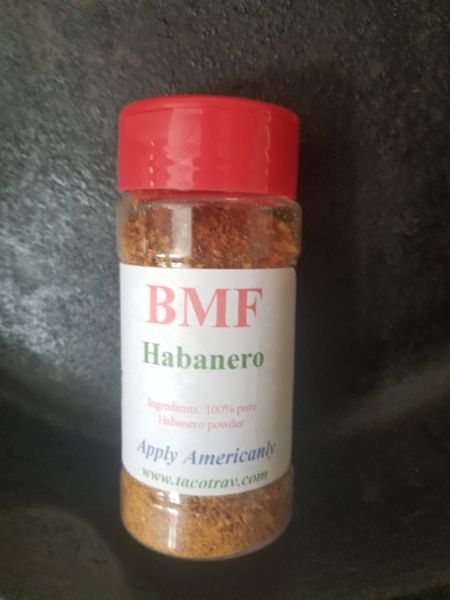 BMF
Habanero
Ingredients: 100% pure
Habanero powder
Apply Americanly
www.tacotrav.com